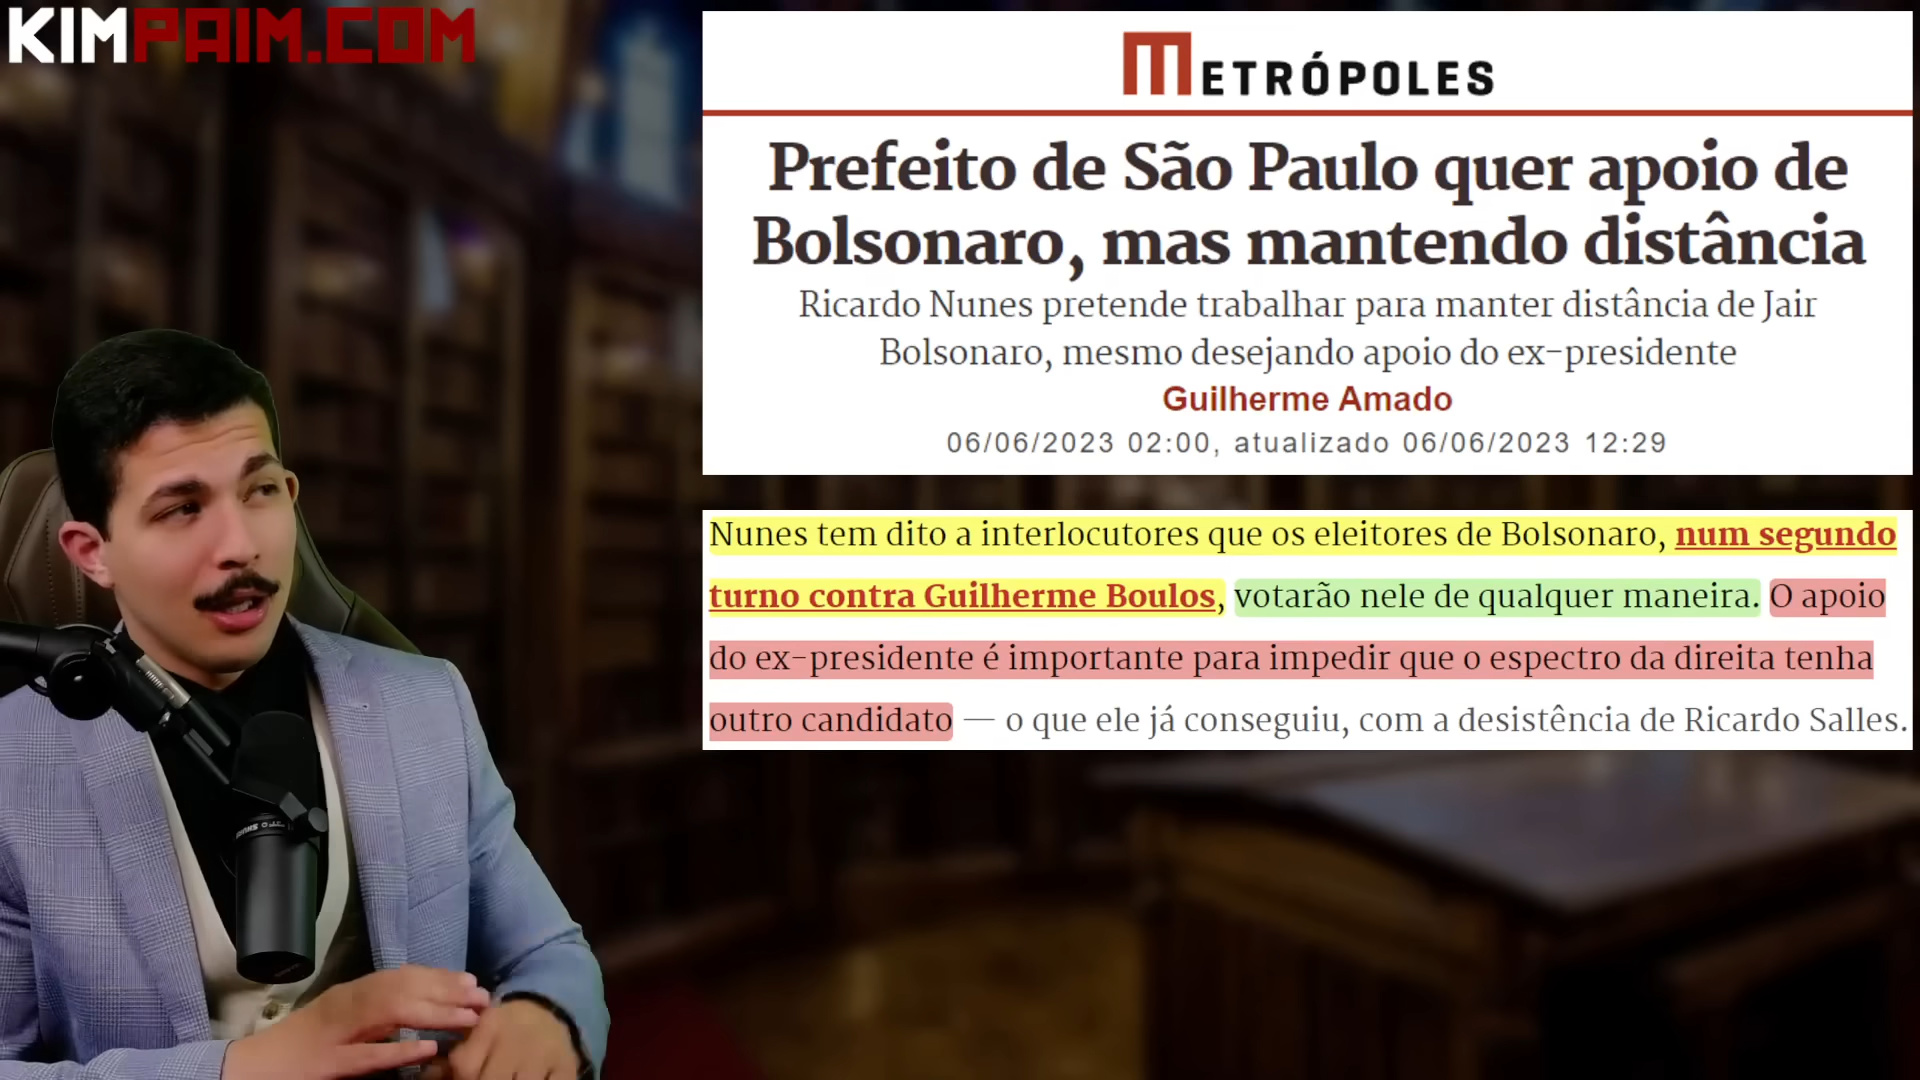 KIMPAIM.COM
METRÓPOLES
Prefeito de São Paulo quer apoio de
Bolsonaro, mas mantendo distância
Ricardo Nunes pretende trabalhar para manter distância de Jair
Bolsonaro, mesmo desejando apoio do ex-presidente
Guilherme Amado
06/06/2023 02:00, atualizado 06/06/2023 12:29
Nunes tem dito a interlocutores que os eleitores de Bolsonaro, num segundo
turno contra Guilherme Boulos, votarão nele de qualquer maneira. O apoio
do ex-presidente é importante para impedir que o espectro da direita tenha
outro candidato — o que ele já conseguiu, com a desistência de Ricardo Salles.